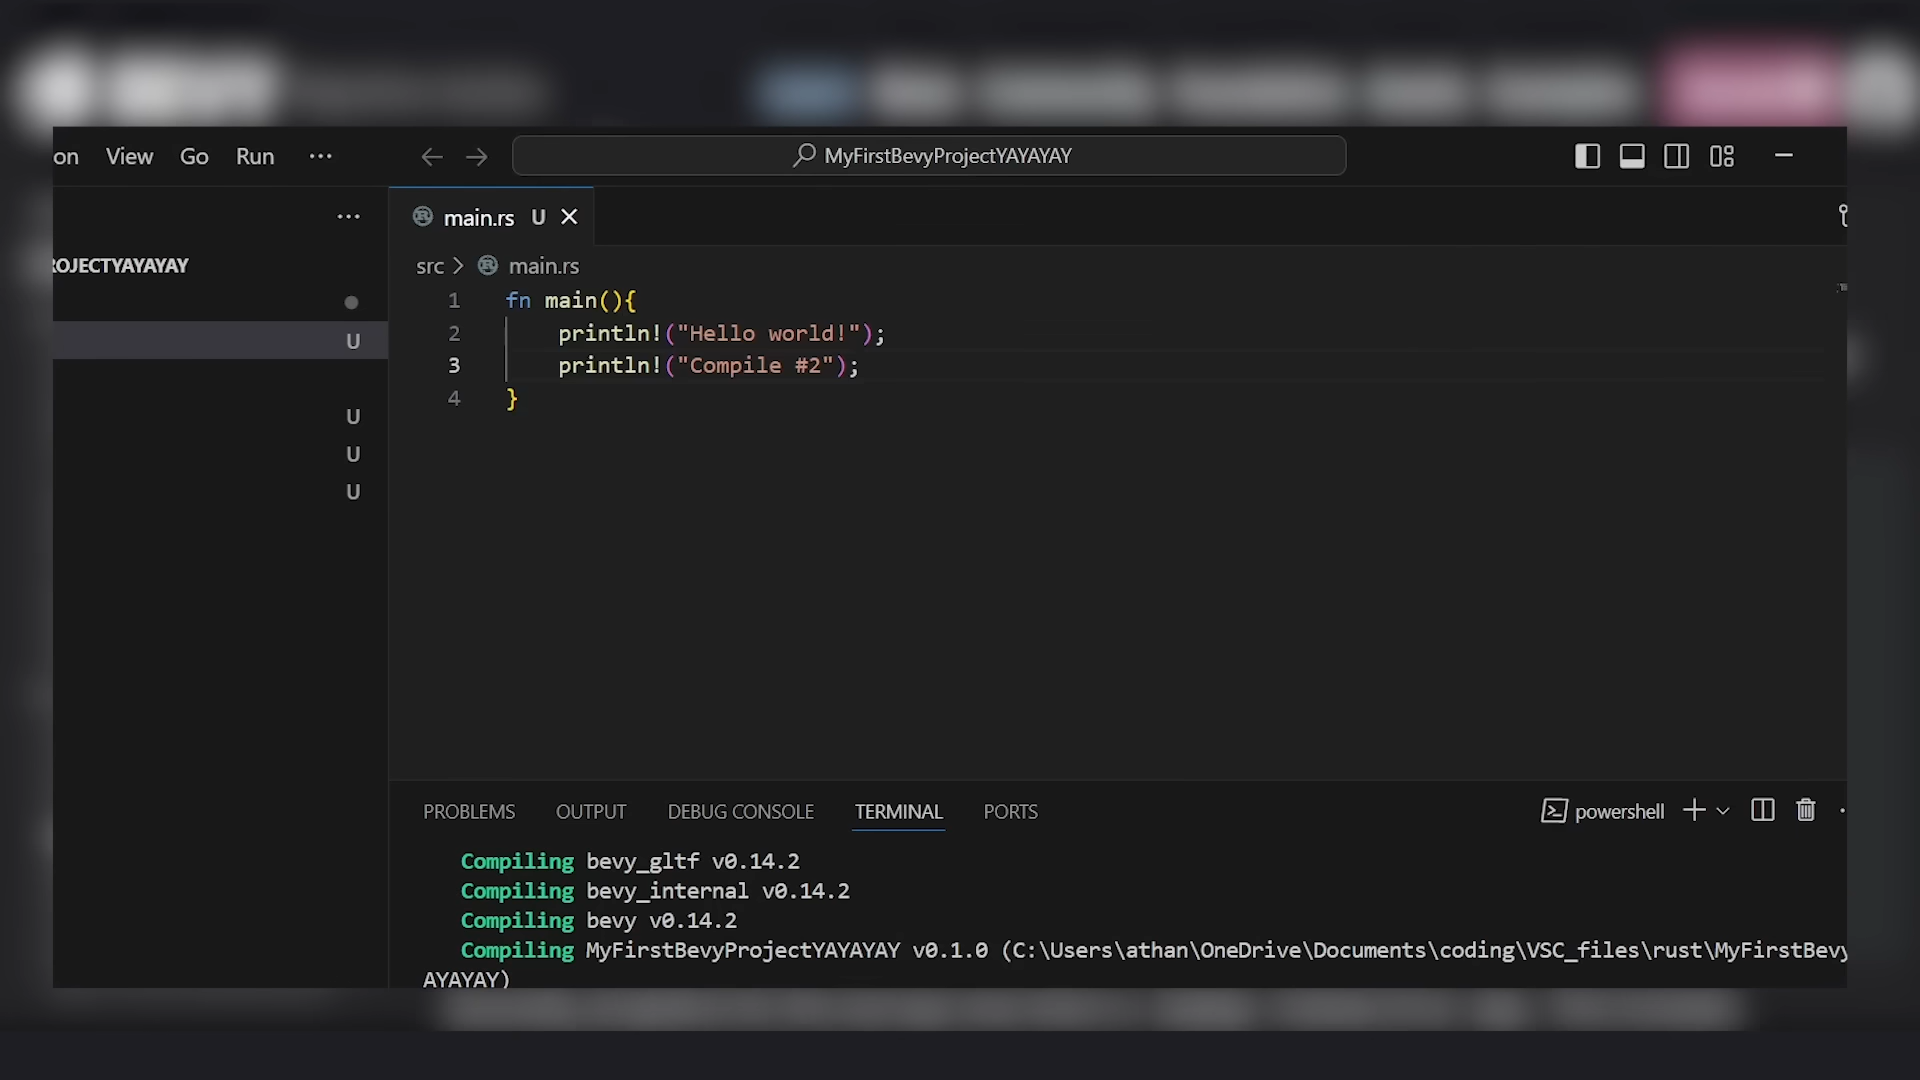 on View Go Run ···
MyFirstBevyProjectYAYAYAY
···
ROJECTYAYAYAY
U
U
U
U
main.rs U
src > main.rs
1 fn main(){
2 println!("Hello world!");
3 println!("Compile #2");
4 }
PROBLEMS OUTPUT DEBUG CONSOLE TERMINAL PORTS
powershell
Compiling bevy_gltf v0.14.2
Compiling bevy_internal v0.14.2
Compiling bevy v0.14.2
Compiling MyFirstBevyProjectYAYAYAY v0.1.0 (C:\Users\athan\OneDrive\Documents\coding\VSC_files\rust\MyFirstBevy
AYAYAY)